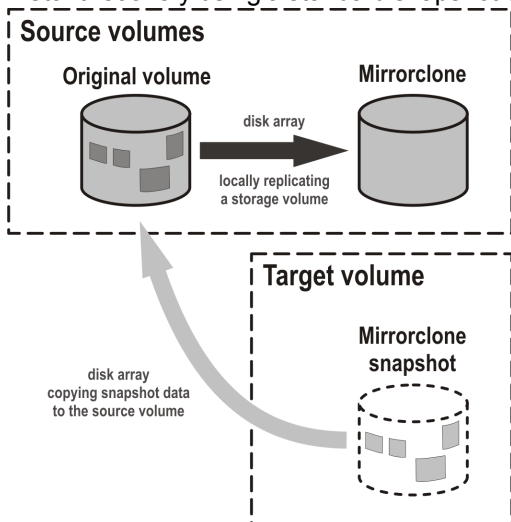 Source volumes
Original volume
Mirrorclone
disk array
locally replicating
a storage volume
Target volume
Mirrorclone
snapshot
disk array
copying snapshot data
to the source volume